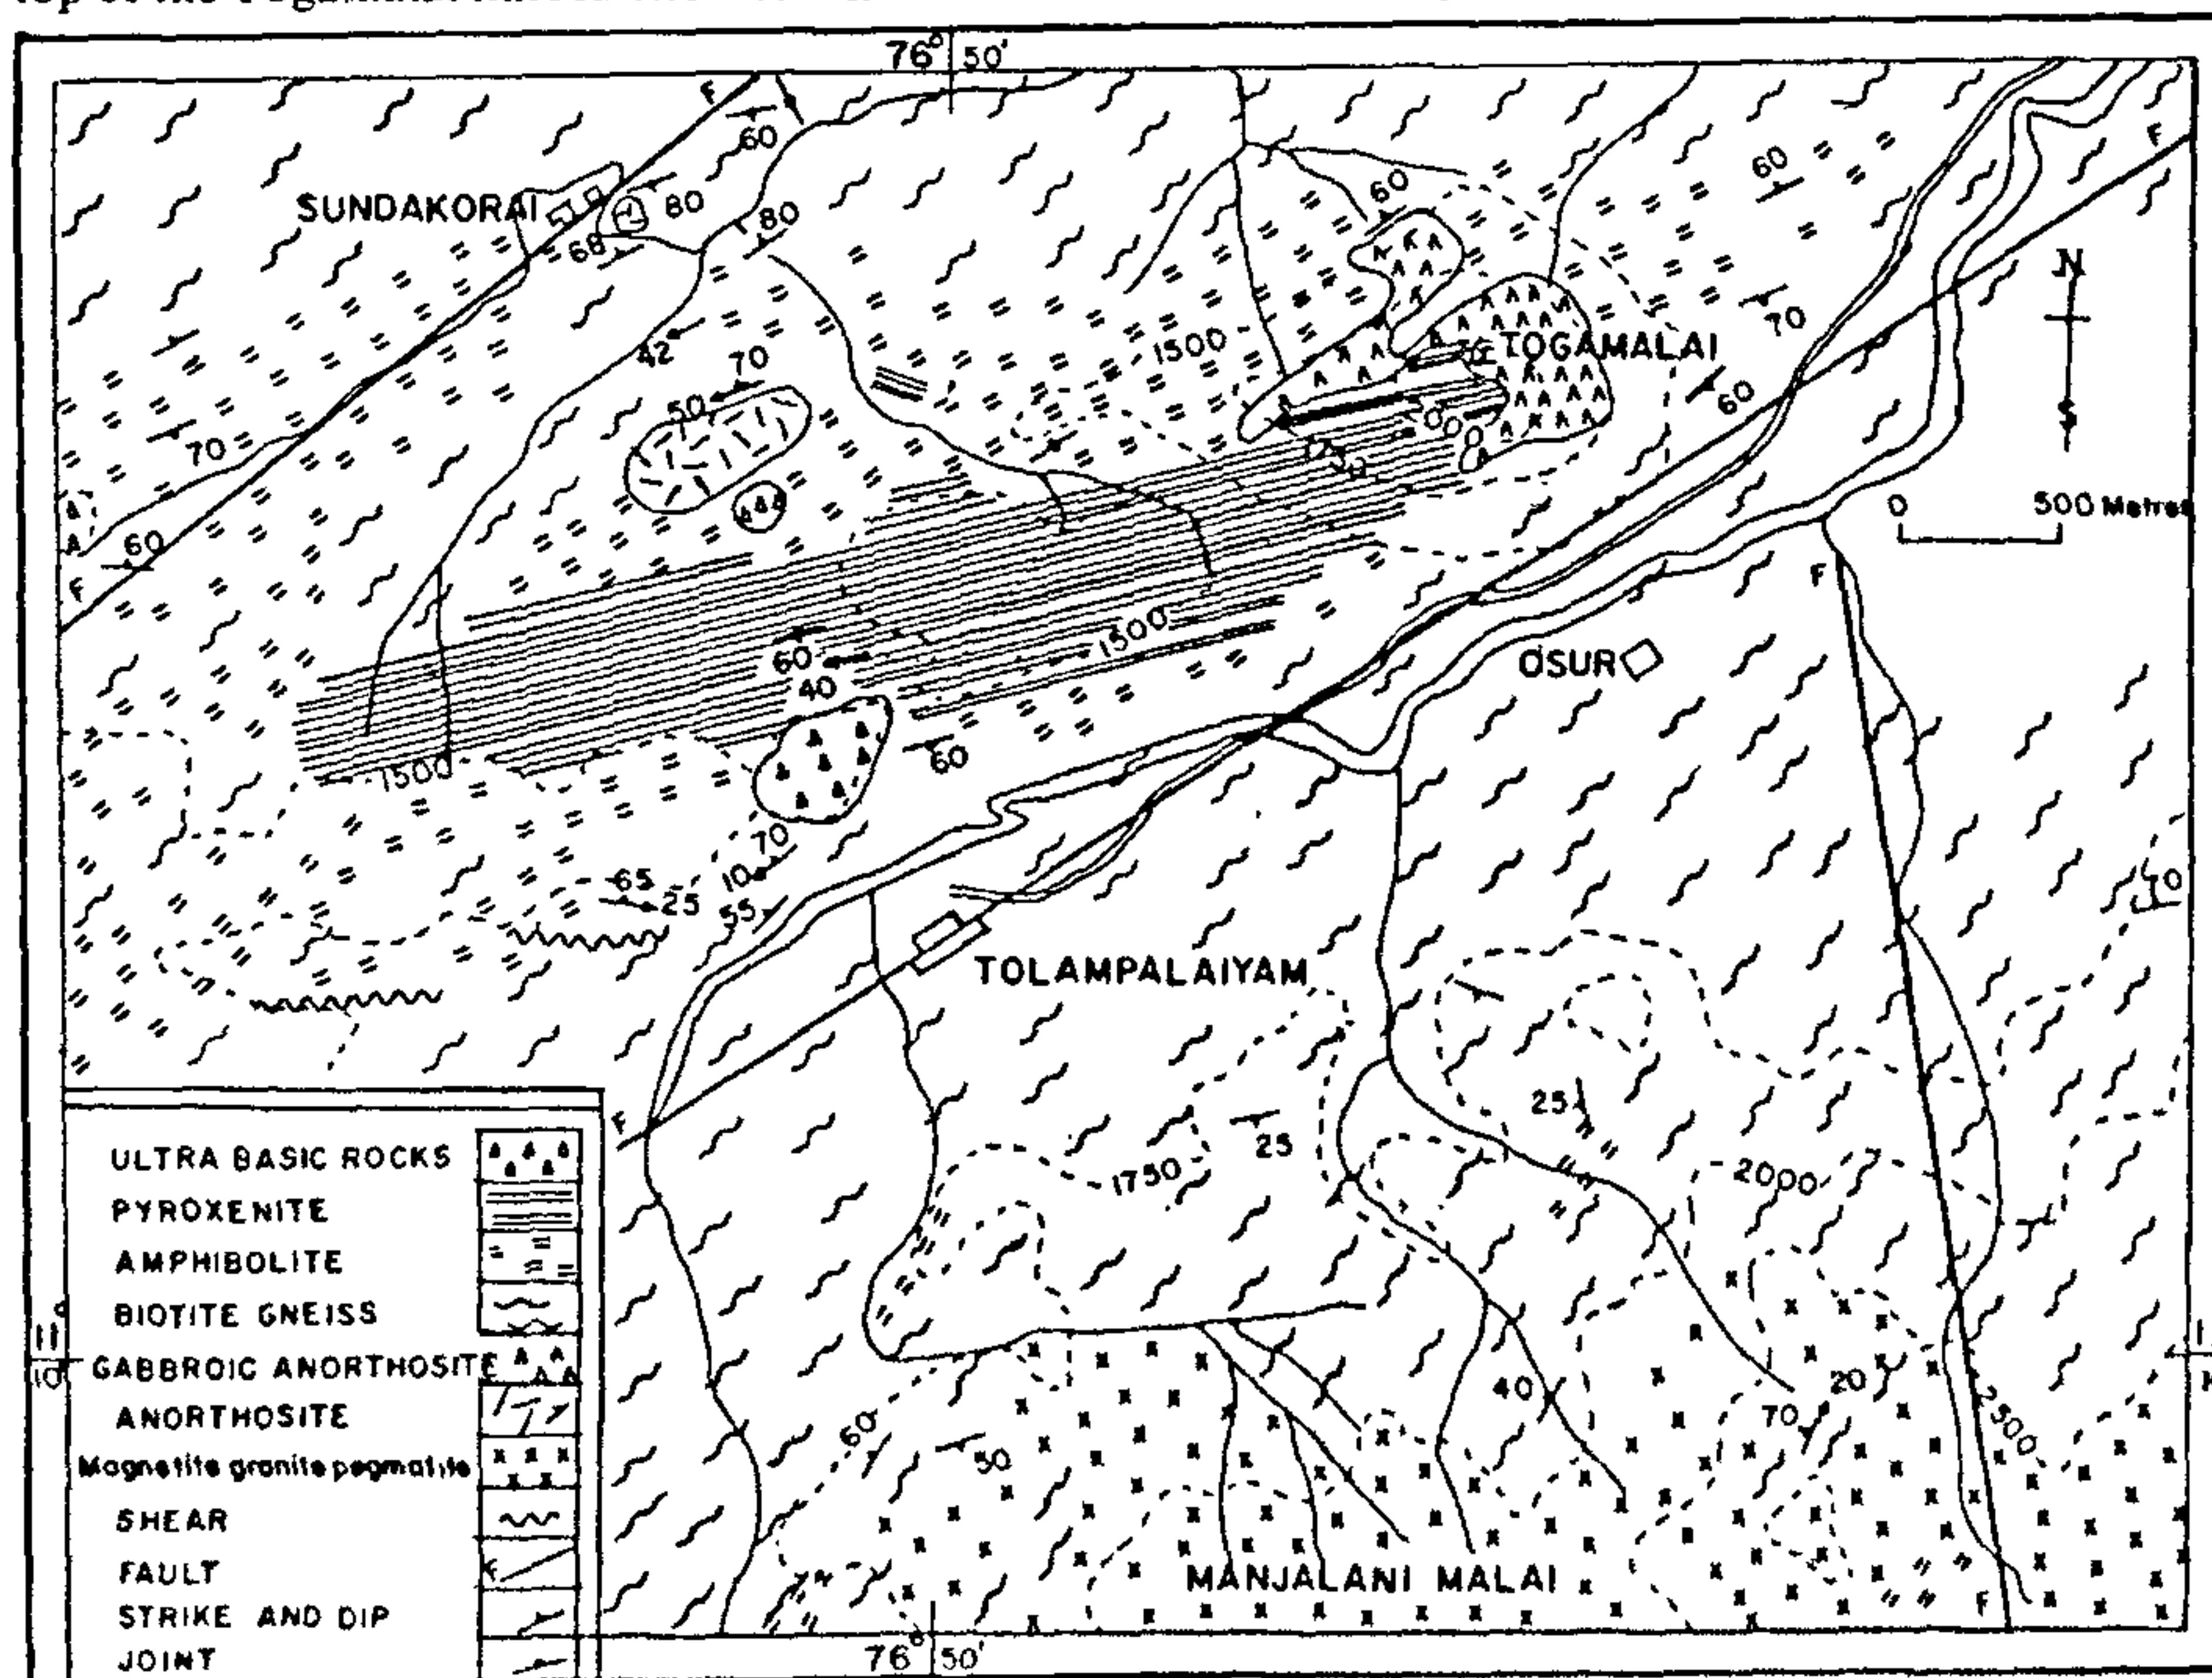 76° 50'
F
60
SUNDAKORAI
80
80
68
60
60
F
N
S
42
70
50
1500
TOGAMALAI
70
60
70
0 500 Metres
60
F
F
1500
60
40
OSUR
60
1500
70
10
65
25
55
TOLAMPALAIYAM
F
25
25
1750
2000
40
20
70
2500
60
50
MANJALANI MALAI
F
76° 50'
11°
10'
ULTRA BASIC ROCKS
PYROXENITE
AMPHIBOLITE
BIOTITE GNEISS
GABBROIC ANORTHOSITE
ANORTHOSITE
Magnetite granite pegmatite
SHEAR
FAULT
F
STRIKE AND DIP
JOINT